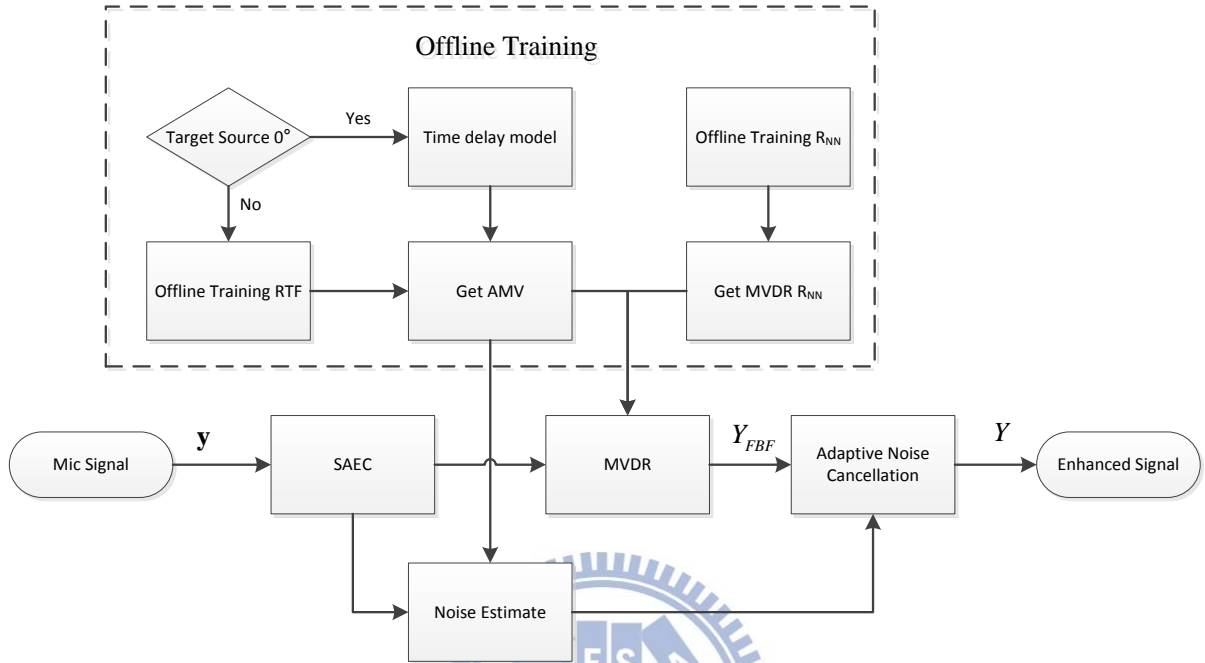 Offline Training
Target Source 0°
Yes
Time delay model
Offline Training R_NN
No
Offline Training RTF
Get AMV
Get MVDR R_NN
Mic Signal
y
SAEC
MVDR
Y_FBF
Adaptive Noise
Cancellation
Y
Enhanced Signal
Noise Estimate
ES